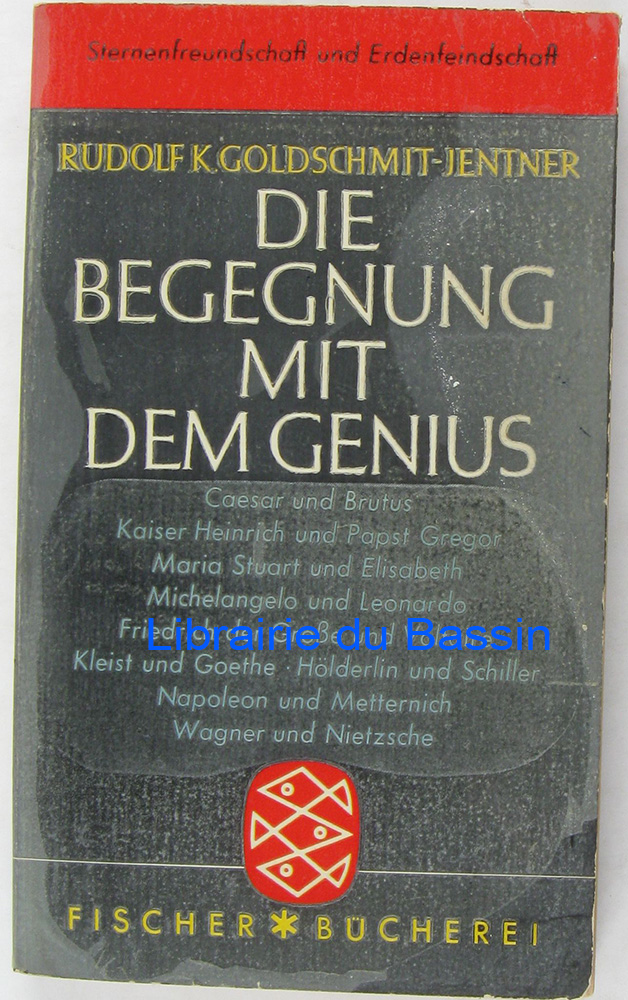 Sternenfreundschaft und Erdenfeindschaft
RUDOLF K. GOLDSCHMIT-JENTNER
DIE
BEGEGNUNG
MIT
DEM GENIUS
Caesar und Brutus
Kaiser Heinrich und Papst Gregor
Maria Stuart und Elisabeth
Michelangelo und Leonardo
Librairie du Bassin
Kleist und Goethe · Hölderlin und Schiller
Napoleon und Metternich
Wagner und Nietzsche
FISCHER * BÜCHEREI